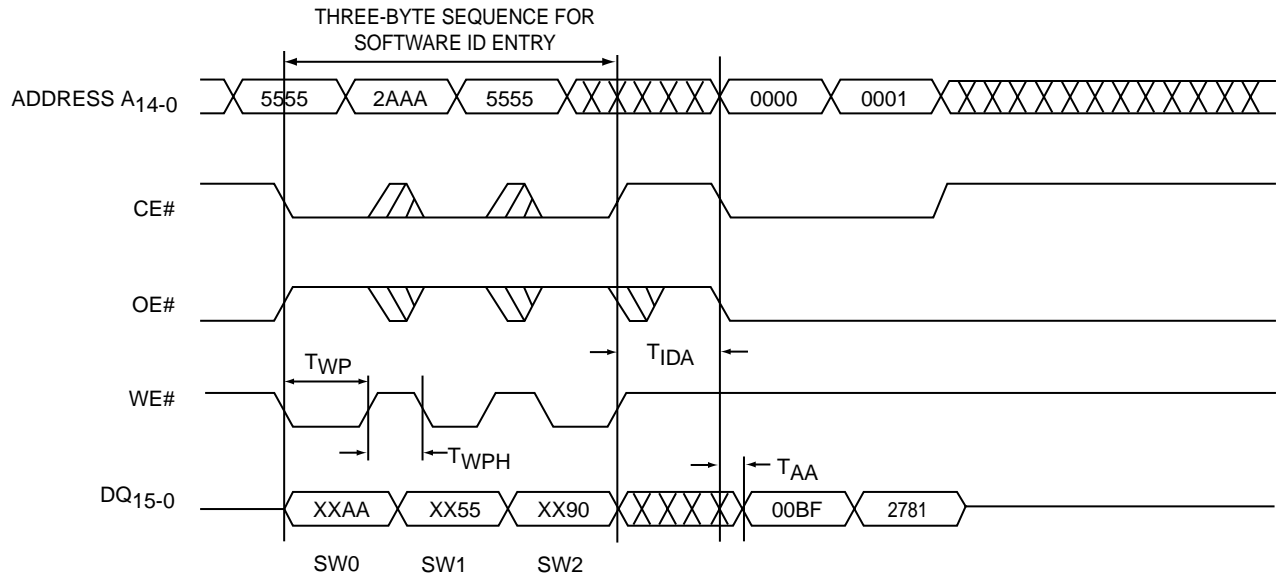 THREE-BYTE SEQUENCE FOR
SOFTWARE ID ENTRY
ADDRESS A14-0
5555 2AAA 5555 0000 0001
CE#
OE#
TWP TIDA
WE#
TWPH TAA
DQ15-0
XXAA XX55 XX90 00BF 2781
SW0 SW1 SW2